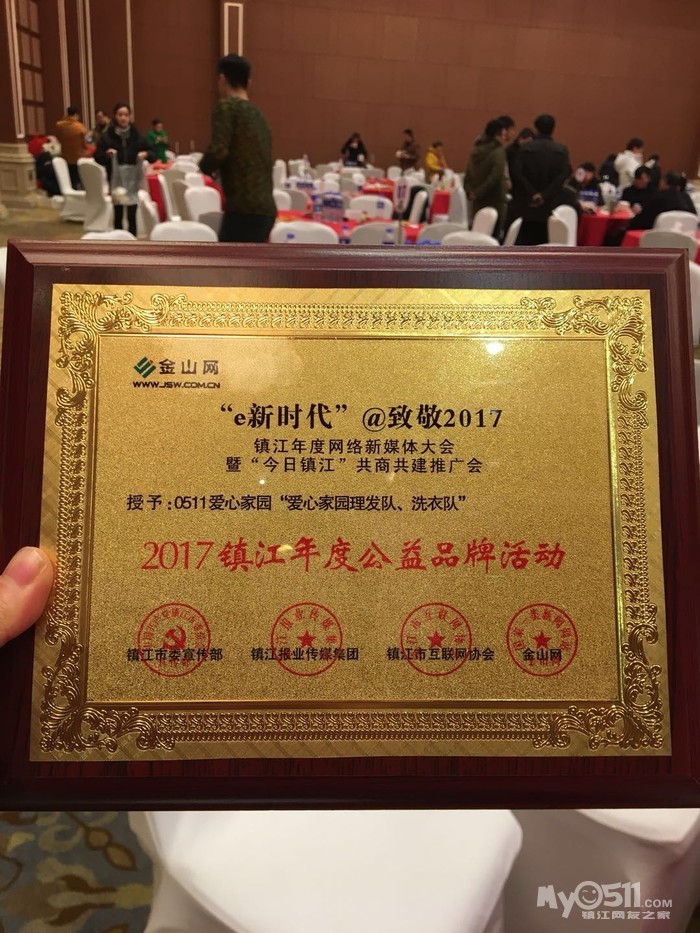 金山网
WWW.JSW.COM.CN
“e新时代”@致敬2017
镇江年度网络新媒体大会
暨“今日镇江”共商共建推广会
授予:0511爱心家园“爱心家园理发队、洗衣队”
2017镇江年度公益品牌活动
镇江市委宣传部 镇江报业传媒集团 镇江市互联网协会 金山网
My0511.com
镇江网友之家